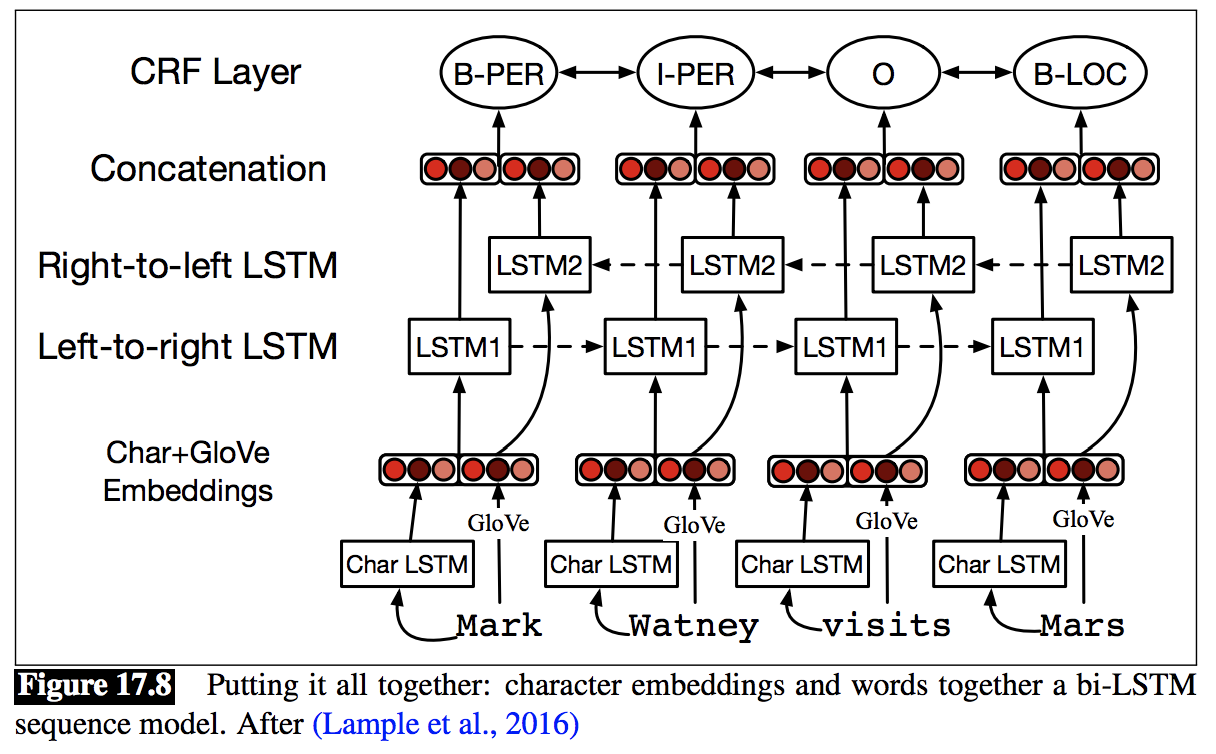 CRF Layer B-PER I-PER O B-LOC
Concatenation
Right-to-left LSTM LSTM2 LSTM2 LSTM2 LSTM2
Left-to-right LSTM LSTM1 LSTM1 LSTM1 LSTM1
Char+GloVe
Embeddings
GloVe GloVe GloVe GloVe
Char LSTM Char LSTM Char LSTM Char LSTM
Mark Watney visits Mars
Figure 17.8 Putting it all together: character embeddings and words together a bi-LSTM
sequence model. After (Lample et al., 2016)